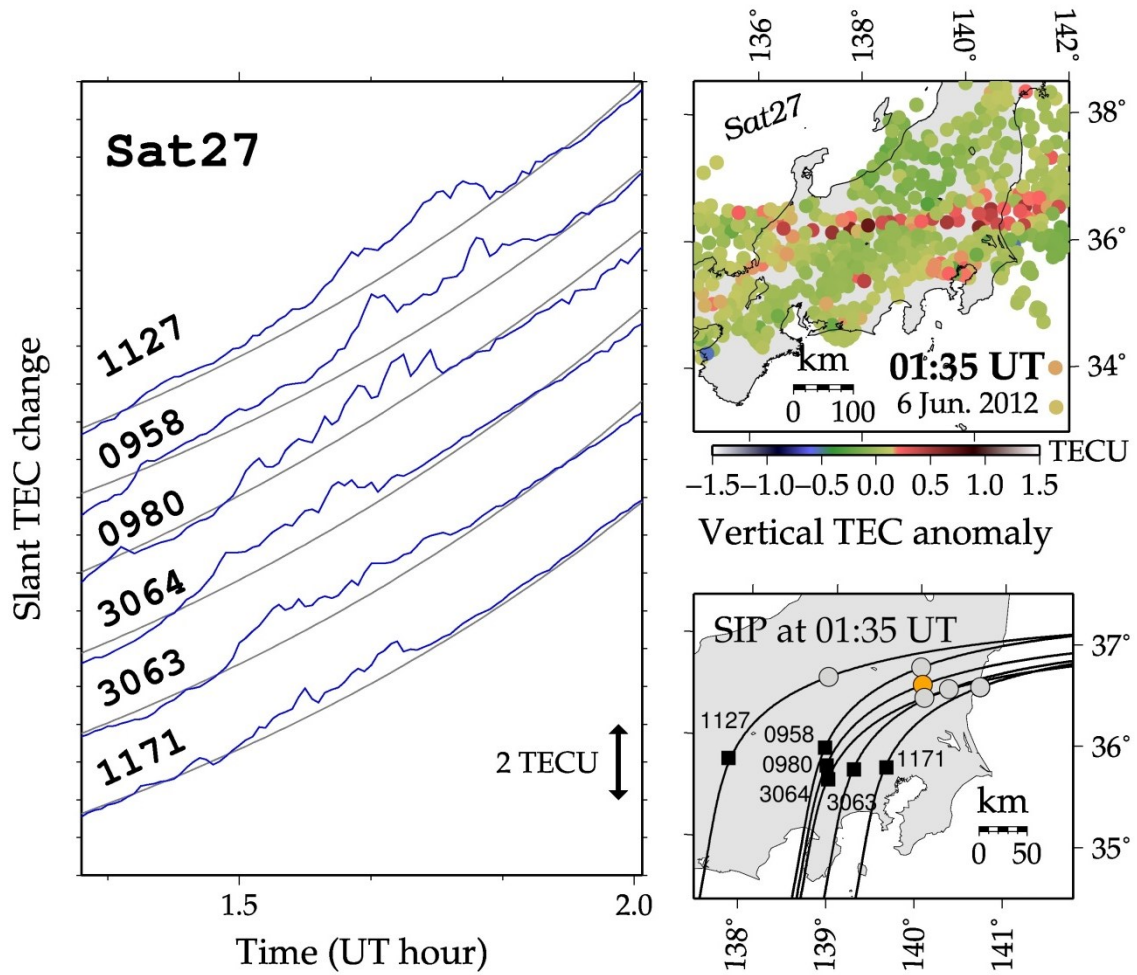 Sat27
1127
0958
0980
3064
3063
1171
2 TECU
Slant TEC change
1.5
2.0
Time (UT hour)
136°
138°
140°
142°
Sat27
38°
36°
34°
km
0 100
01:35 UT
6 Jun. 2012
TECU
−1.5 −1.0 −0.5 0.0 0.5 1.0 1.5
Vertical TEC anomaly
SIP at 01:35 UT
1127
0958
0980
3064
3063
1171
37°
36°
35°
km
0 50
138°
139°
140°
141°